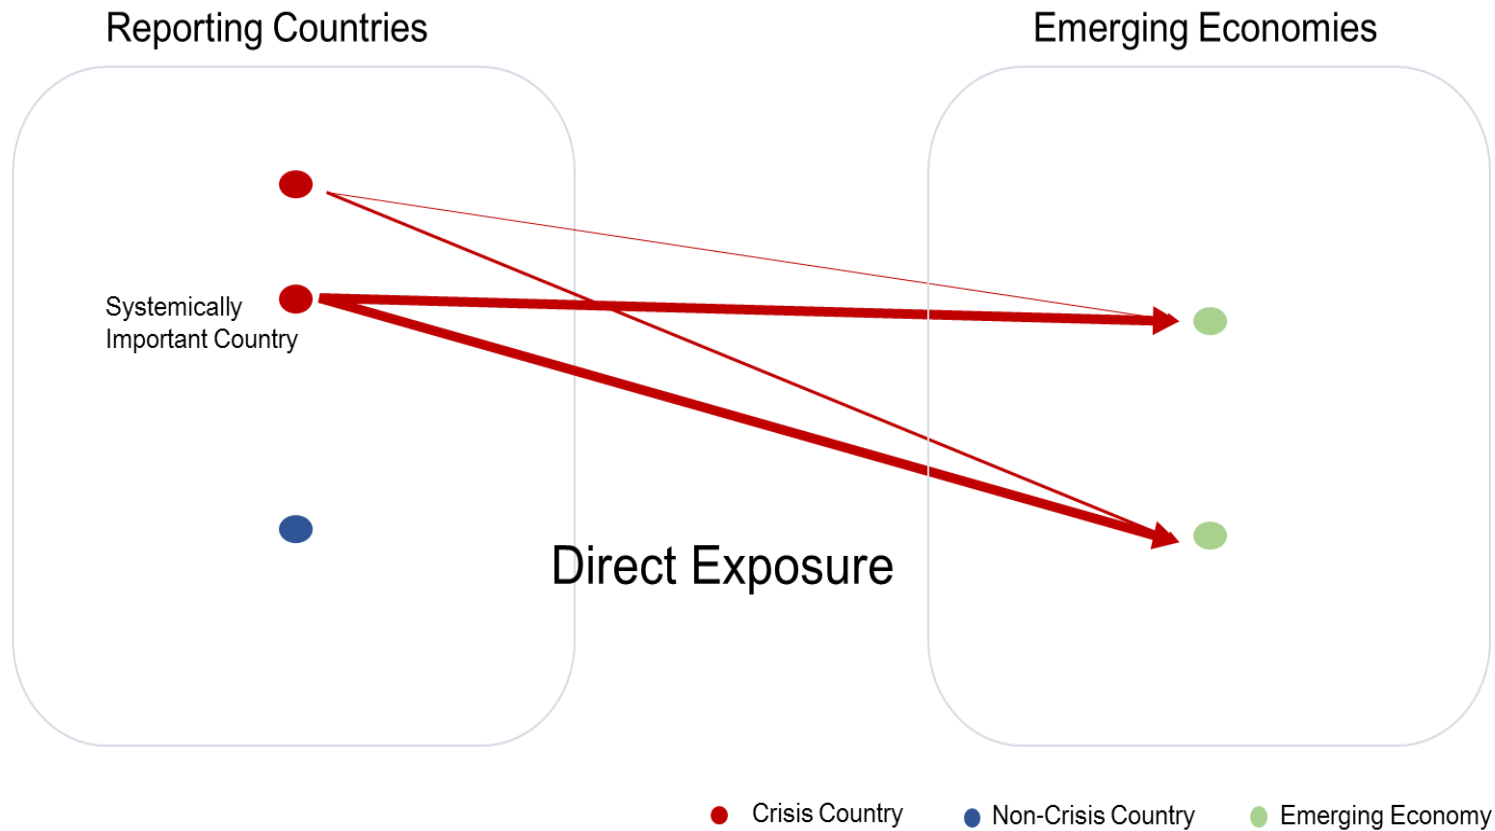 Reporting Countries
Emerging Economies
Systemically
Important Country
Direct Exposure
Crisis Country
Non-Crisis Country
Emerging Economy